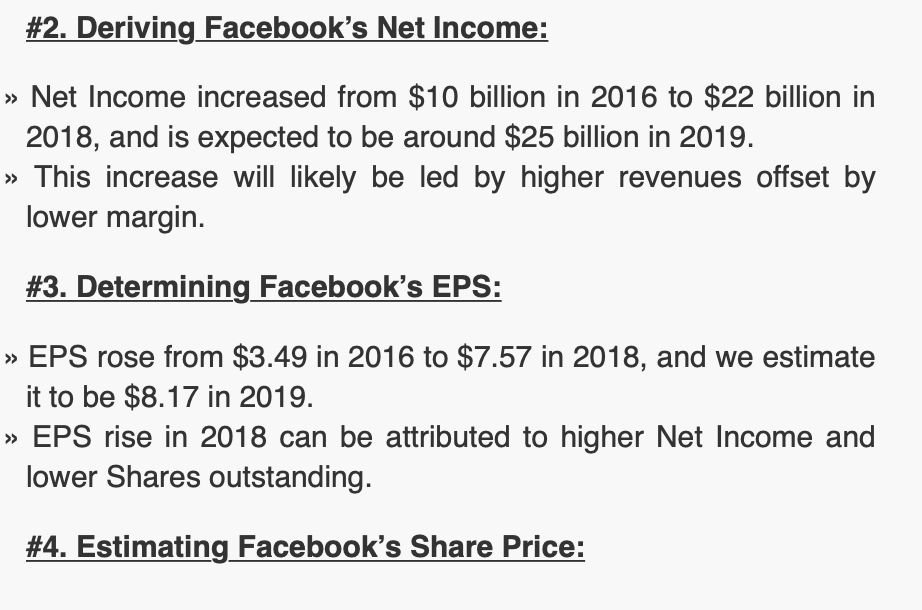 #2. Deriving Facebook’s Net Income:
» Net Income increased from $10 billion in 2016 to $22 billion in
2018, and is expected to be around $25 billion in 2019.
» This increase will likely be led by higher revenues offset by
lower margin.
#3. Determining Facebook’s EPS:
» EPS rose from $3.49 in 2016 to $7.57 in 2018, and we estimate
it to be $8.17 in 2019.
» EPS rise in 2018 can be attributed to higher Net Income and
lower Shares outstanding.
#4. Estimating Facebook’s Share Price: